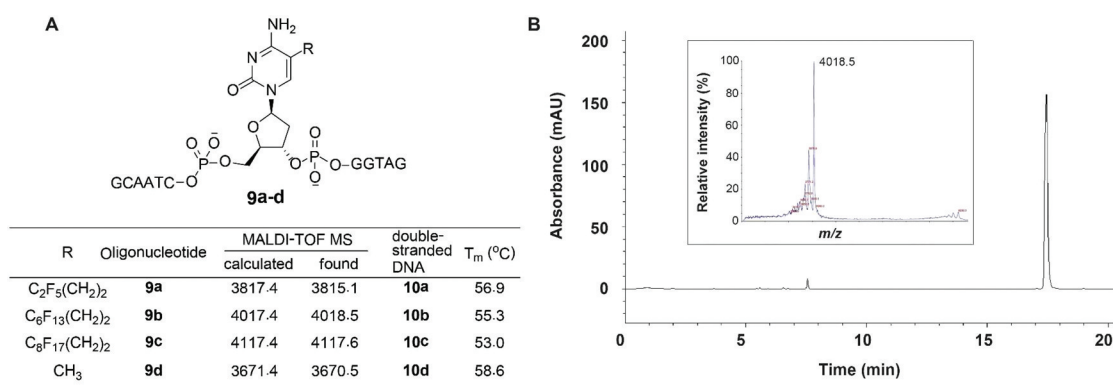 A
NH₂
R
N
O
N
O
O
O
P
O
O
O
P
O
GCAATC
O
GGTAG
9a-d
R Oligonucleotide MALDI-TOF MS double-stranded DNA Tm (°C)
calculated found
C₂F₅(CH₂)₂ 9a 3817.4 3815.1 10a 56.9
C₆F₁₃(CH₂)₂ 9b 4017.4 4018.5 10b 55.3
C₈F₁₇(CH₂)₂ 9c 4117.4 4117.6 10c 53.0
CH₃ 9d 3671.4 3670.5 10d 58.6
B
Absorbance (mAU)
200
150
100
50
0
0 5 10 15 20
Time (min)
Relative intensity (%)
100
80
60
40
20
0
4018.5
m/z